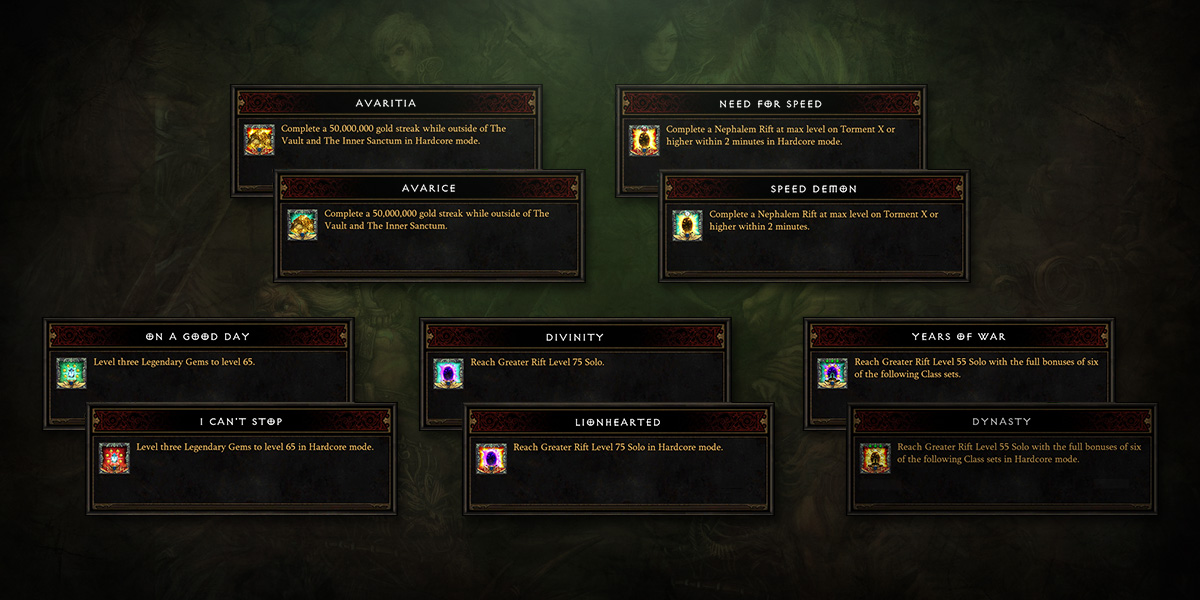 AVARITIA
Complete a 50,000,000 gold streak while outside of The
Vault and The Inner Sanctum in Hardcore mode.
AVARICE
Complete a 50,000,000 gold streak while outside of The
Vault and The Inner Sanctum.
NEED FOR SPEED
Complete a Nephalem Rift at max level on Torment X or
higher within 2 minutes in Hardcore mode.
SPEED DEMON
Complete a Nephalem Rift at max level on Torment X or
higher within 2 minutes.
ON A GOOD DAY
Level three Legendary Gems to level 65.
I CAN'T STOP
Level three Legendary Gems to level 65 in Hardcore mode.
DIVINITY
Reach Greater Rift Level 75 Solo.
LIONHEARTED
Reach Greater Rift Level 75 Solo in Hardcore mode.
YEARS OF WAR
Reach Greater Rift Level 55 Solo with the full bonuses of six
of the following Class sets.
DYNASTY
Reach Greater Rift Level 55 Solo with the full bonuses of six
of the following Class sets in Hardcore mode.